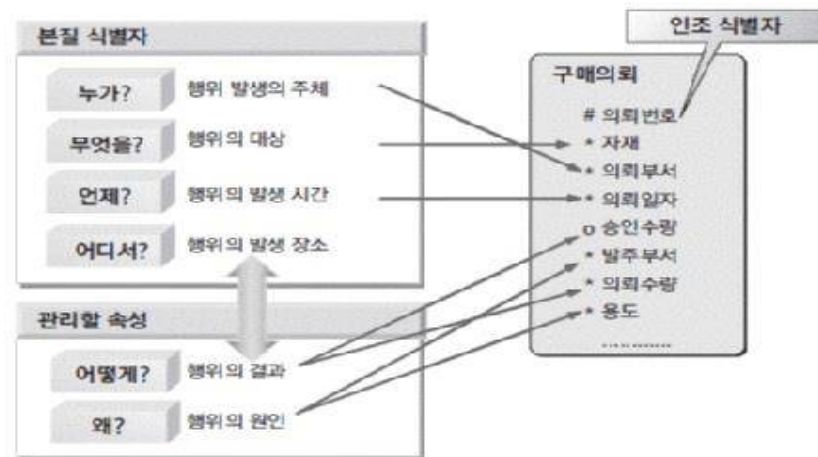 본질 식별자
누가? 행위 발생의 주체
무엇을? 행위의 대상
언제? 행위의 발생 시간
어디서? 행위의 발생 장소
관리할 속성
어떻게? 행위의 결과
왜? 행위의 원인
인조 식별자
구매의뢰
# 의뢰번호
* 자재
* 의뢰부서
* 의뢰일자
o 승인수량
* 발주부서
* 의뢰수량
* 용도
...........